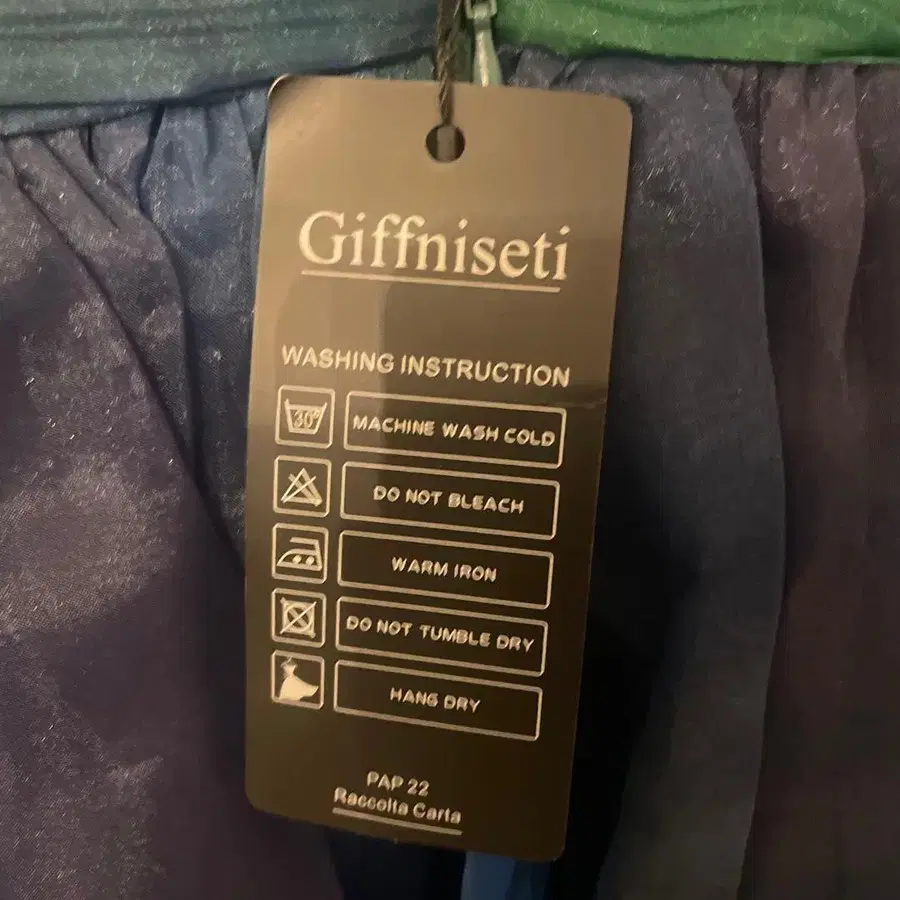 Giffniseti
WASHING INSTRUCTION
30°
MACHINE WASH COLD
DO NOT BLEACH
WARM IRON
DO NOT TUMBLE DRY
HANG DRY
PAP 22
Raccolta Carta